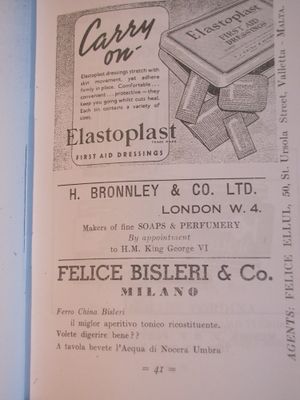 Carry
on-
Elastoplast dressings stretch with
skin movement, yet adhere
firmly in place. Comfortable . . .
convenient . . . protective — they
keep you going whilst cuts heal.
Each tin contains a variety of
sizes.
Elastoplast
TRADE MARK
FIRST AID DRESSINGS
Elastoplast
FIRST AID
DRESSINGS
H. BRONNLEY & CO. LTD.
LONDON W. 4.
Makers of fine SOAPS & PERFUMERY
By appointment
to H.M. King George VI
FELICE BISLERI & Co.
MILANO
Ferro China Bisleri
il miglor aperitivo tonico ricostituente.
Volete digerire bene??
A tavola bevete l'Acqua di Nocera Umbra
= 41 =
AGENTS: FELICE ELLUL, 50, St. Ursola Street, Valletta - MALTA.